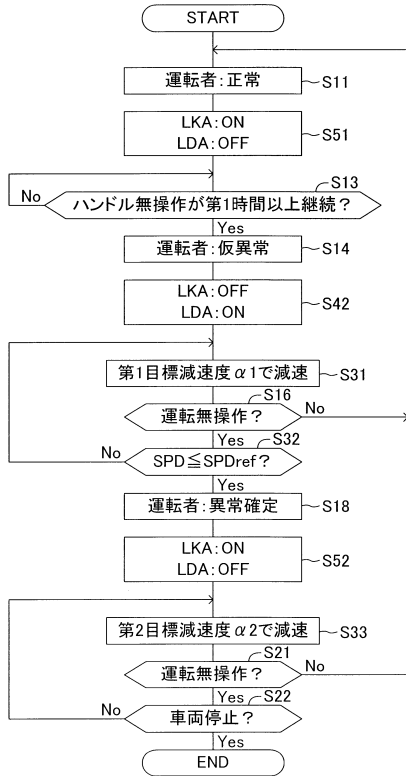 START
運転者:正常
S11
LKA:ON
LDA:OFF
S51
S13
No
ハンドル無操作が第1時間以上継続?
Yes
運転者:仮異常
S14
LKA:OFF
LDA:ON
S42
第1目標減速度α1で減速
S31
S16
運転無操作?
No
Yes
S32
No
SPD≦SPDref?
Yes
運転者:異常確定
S18
LKA:ON
LDA:OFF
S52
第2目標減速度α2で減速
S33
S21
運転無操作?
No
Yes
S22
No
車両停止?
Yes
END